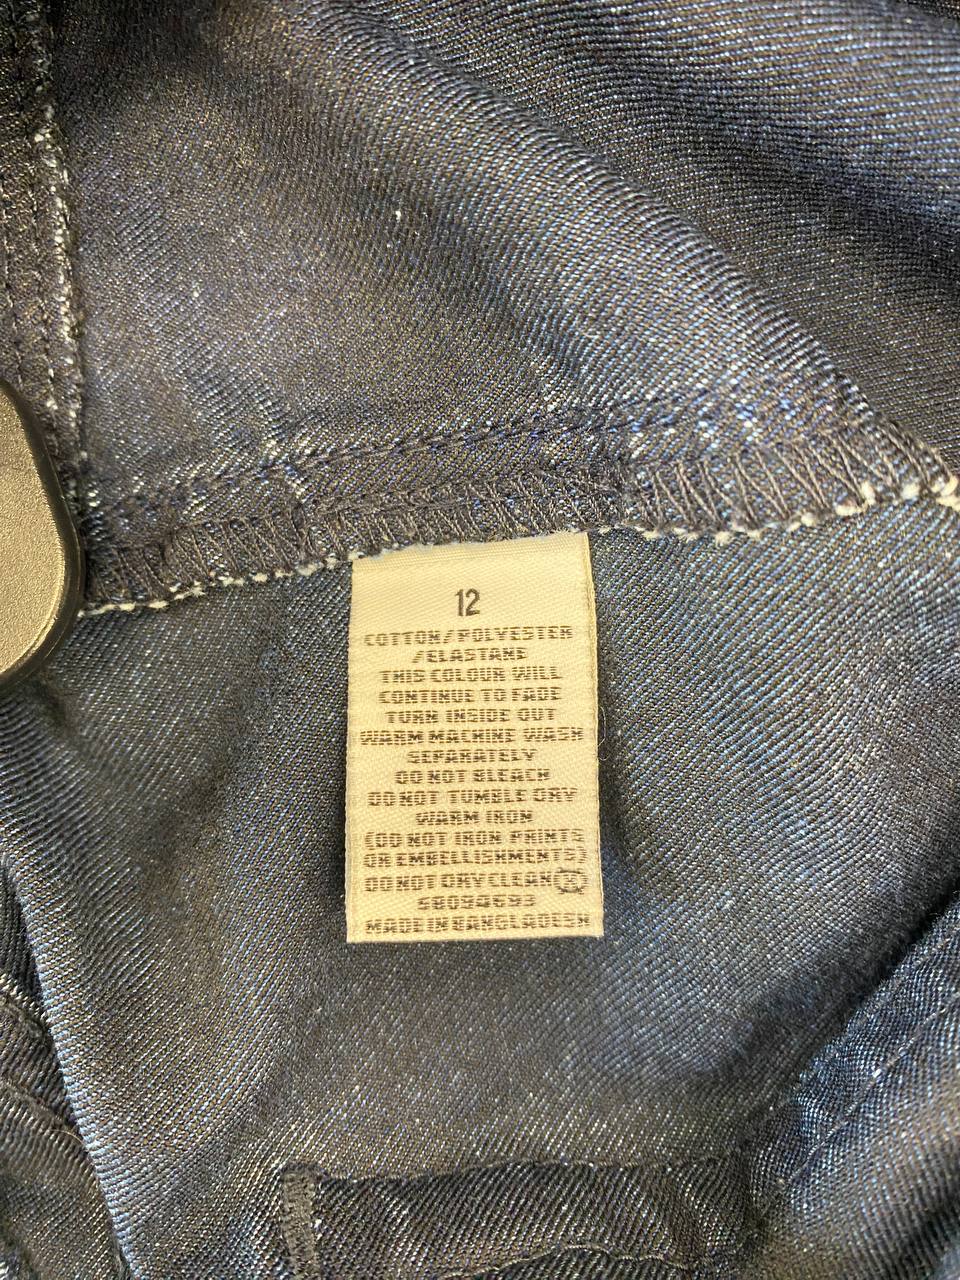 12
COTTON/POLYESTER
/ELASTANE
THIS COLOUR WILL
CONTINUE TO FADE
TURN INSIDE OUT
WARM MACHINE WASH
SEPARATELY
DO NOT BLEACH
DO NOT TUMBLE DRY
WARM IRON
(DO NOT IRON PRINTS
OR EMBELLISHMENTS)
DO NOT DRY CLEAN
MADE IN BANGLADESH